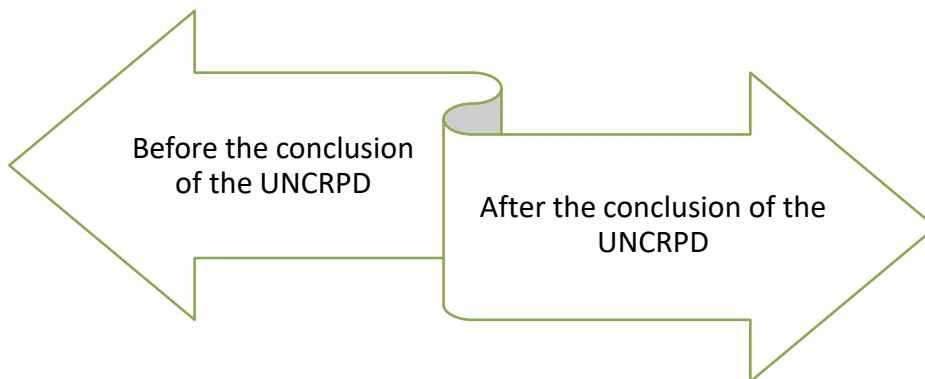 Before the conclusion
of the UNCRPD
After the conclusion of the
UNCRPD